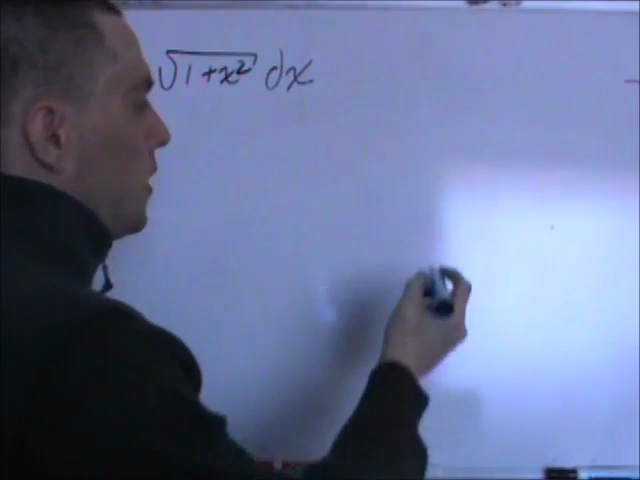 √1+x² dx